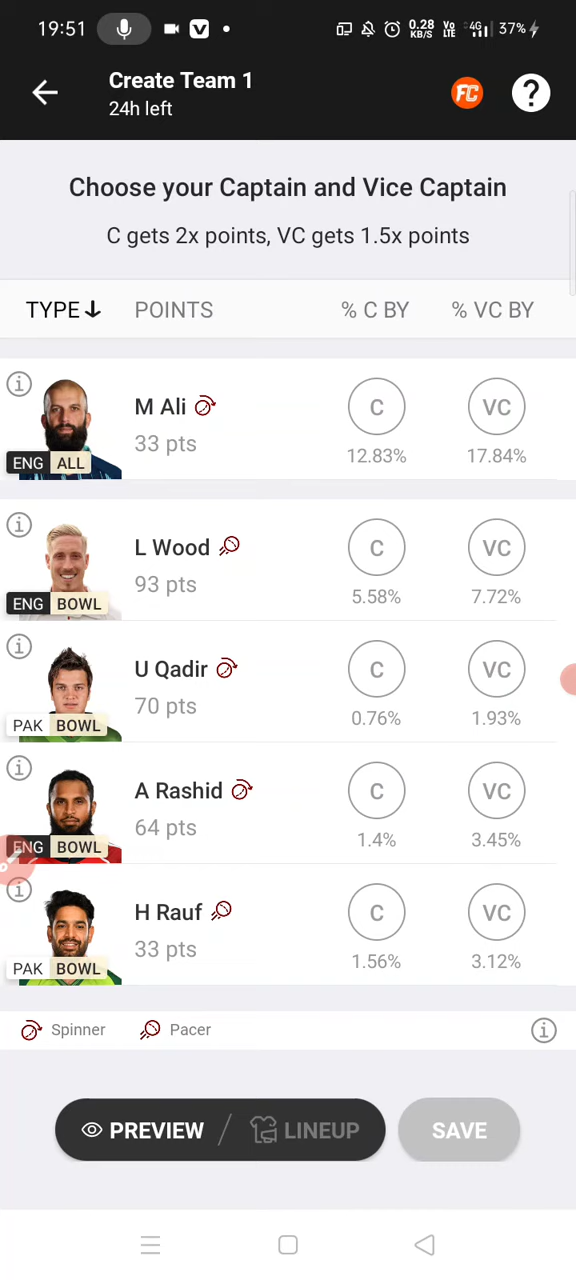 19:51 V 0.28 KB/S Vo LTE 4G 37%
Create Team 1
24h left
FC ?
Choose your Captain and Vice Captain
C gets 2x points, VC gets 1.5x points
TYPE POINTS % C BY % VC BY
M Ali C VC
33 pts 12.83% 17.84%
ENG ALL
L Wood C VC
93 pts 5.58% 7.72%
ENG BOWL
U Qadir C VC
70 pts 0.76% 1.93%
PAK BOWL
A Rashid C VC
64 pts 1.4% 3.45%
ENG BOWL
H Rauf C VC
33 pts 1.56% 3.12%
PAK BOWL
Spinner Pacer
PREVIEW / LINEUP SAVE